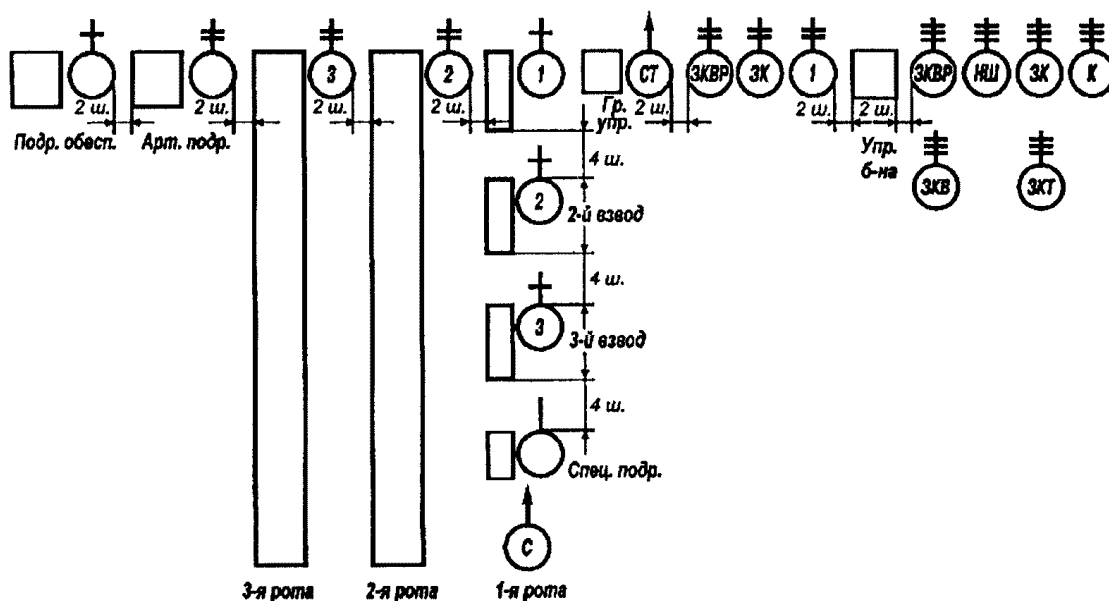 3 2 1 СТ ЗКВР ЗК 1 ЗКВР НШ ЗК К
2 ш. 2 ш. 2 ш. 2 ш. Гр. упр. 2 ш. 2 ш. 2 ш.
Подр. обесп. Арт. подр. Упр. б-на
4 ш.
ЗКВ ЗКТ
2
2-й взвод
4 ш.
3
3-й взвод
4 ш.
Спец. подр.
С
3-я рота 2-я рота 1-я рота